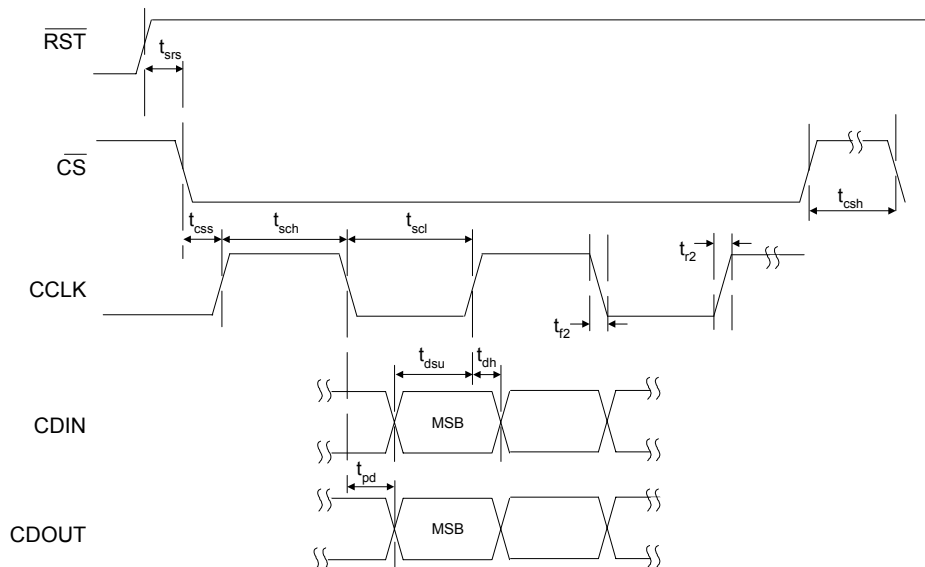 RST
t_srs
CS
t_csh
t_css
t_sch
t_scl
t_r2
CCLK
t_f2
t_dsu
t_dh
CDIN
MSB
t_pd
CDOUT
MSB